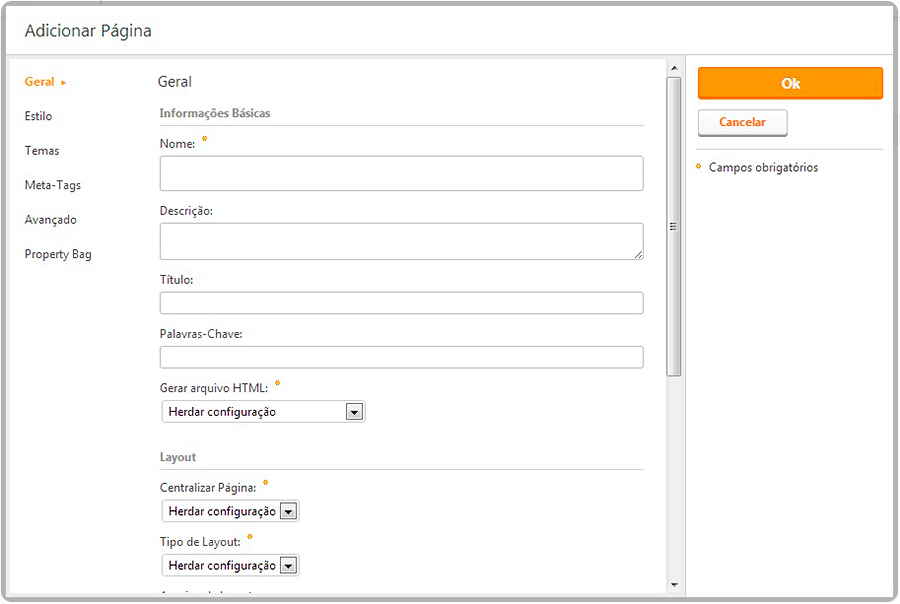 Adicionar Página
Geral
Estilo
Temas
Meta-Tags
Avançado
Property Bag
Geral
Informações Básicas
Nome: *
Descrição:
Título:
Palavras-Chave:
Gerar arquivo HTML: *
Herdar configuração
Layout
Centralizar Página: *
Herdar configuração
Tipo de Layout: *
Herdar configuração
Ok
Cancelar
* Campos obrigatórios